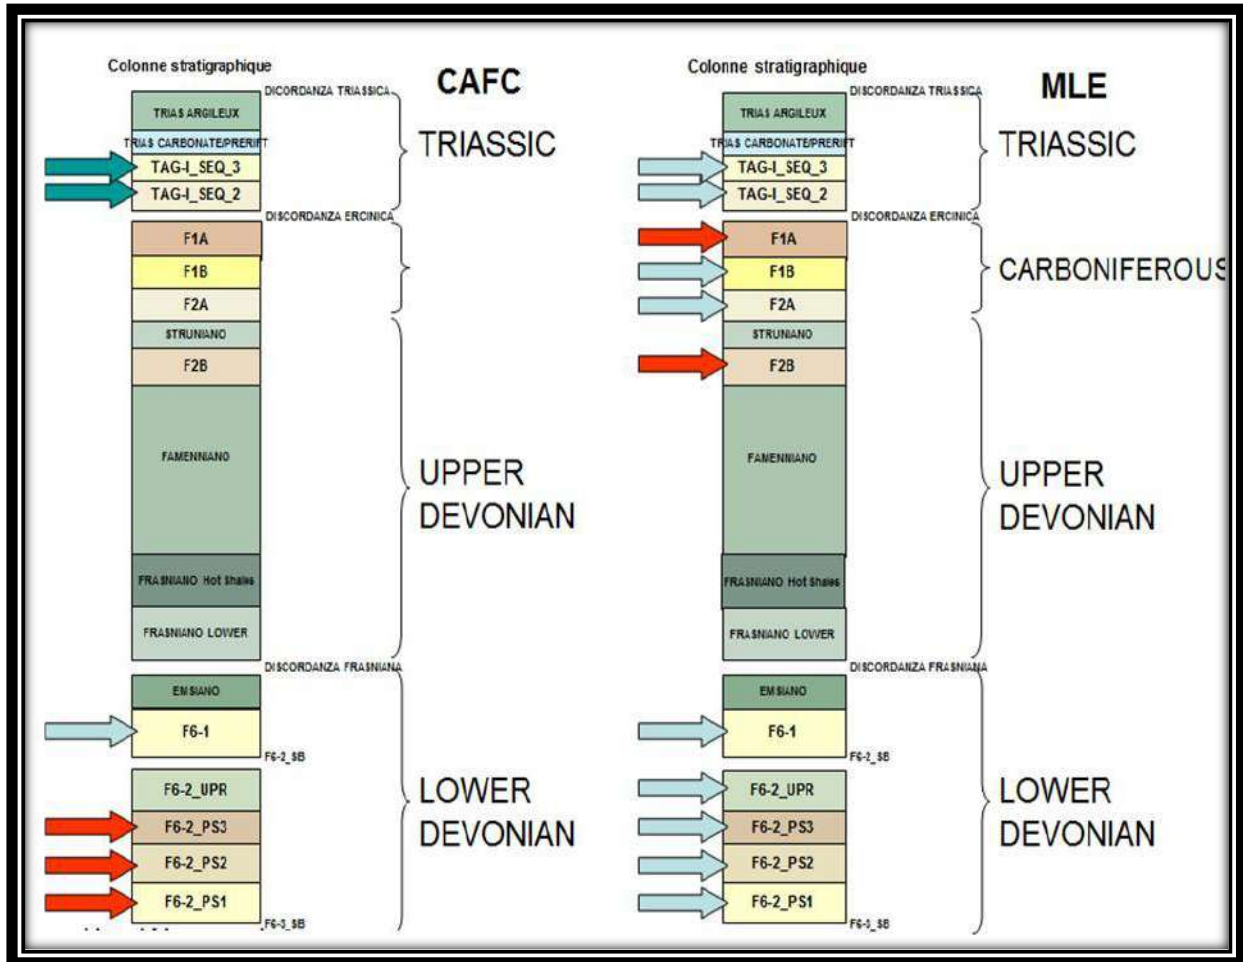 Colonne stratigraphique
CAFC
DICORDANZA TRIASSICA
TRIAS ARGILEUX
TRIAS CARBONATE/PRERIFT
TRIASSIC
TAG-I_SEQ_3
TAG-I_SEQ_2
DISCORDANZA ERCINICA
F1A
F1B
F2A
STRUNIANO
F2B
FAMENNIANO
UPPER
DEVONIAN
FRASNIANO Hot Shales
FRASNIANO LOWER
DISCORDANZA FRASNIANA
EMSIANO
F6-1
F6-2_SB
F6-2_UPR
LOWER
DEVONIAN
F6-2_PS3
F6-2_PS2
F6-2_PS1
F6-3_SB
Colonne stratigraphique
MLE
DISCORDANZA TRIASSICA
TRIAS ARGILEUX
TRIAS CARBONATE/PRERIFT
TRIASSIC
TAG-I_SEQ_3
TAG-I_SEQ_2
DISCORDANZA ERCINICA
F1A
F1B
CARBONIFEROUS
F2A
STRUNIANO
F2B
FAMENNIANO
UPPER
DEVONIAN
FRASNIANO Hot Shales
FRASNIANO LOWER
DISCORDANZA FRASNIANA
EMSIANO
F6-1
F6-2_SB
F6-2_UPR
LOWER
DEVONIAN
F6-2_PS3
F6-2_PS2
F6-2_PS1
F6-3_SB